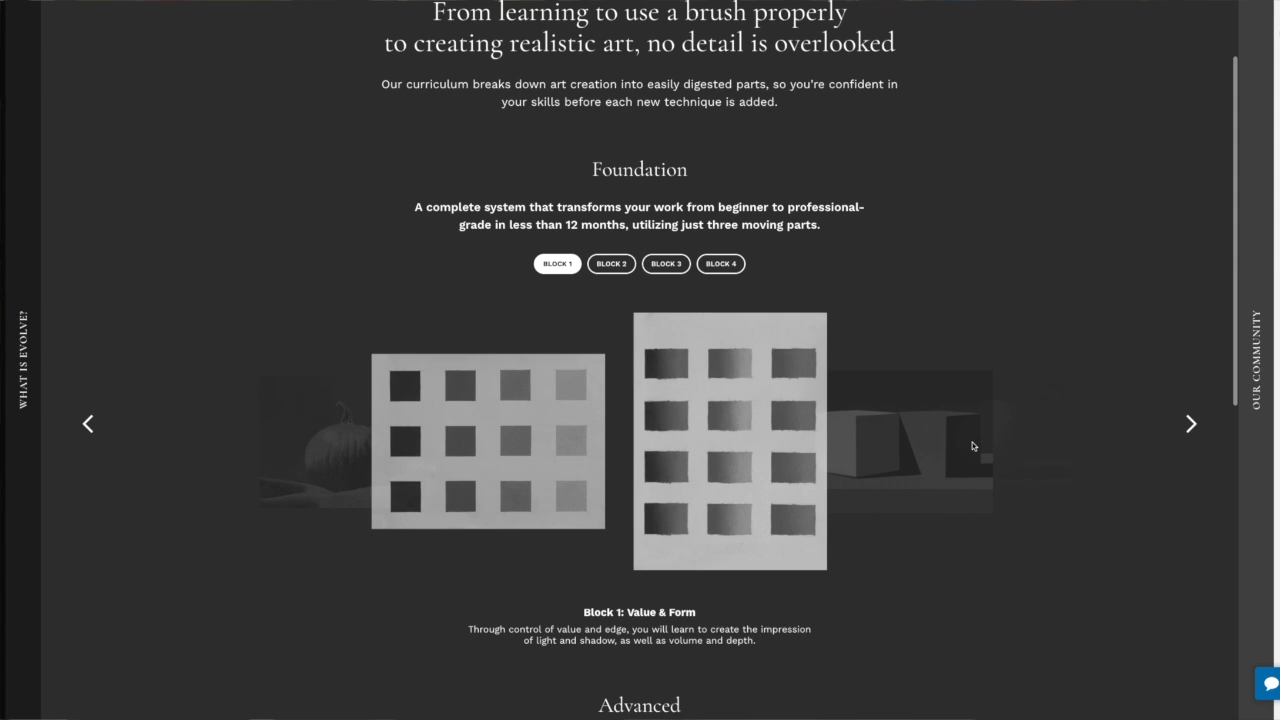 From learning to use a brush properly
to creating realistic art, no detail is overlooked
Our curriculum breaks down art creation into easily digested parts, so you're confident in
your skills before each new technique is added.
Foundation
A complete system that transforms your work from beginner to professional-
grade in less than 12 months, utilizing just three moving parts.
BLOCK 1
BLOCK 2
BLOCK 3
BLOCK 4
WHAT IS EVOLVE?
OUR COMMUNITY
Block 1: Value & Form
Through control of value and edge, you will learn to create the impression
of light and shadow, as well as volume and depth.
Advanced